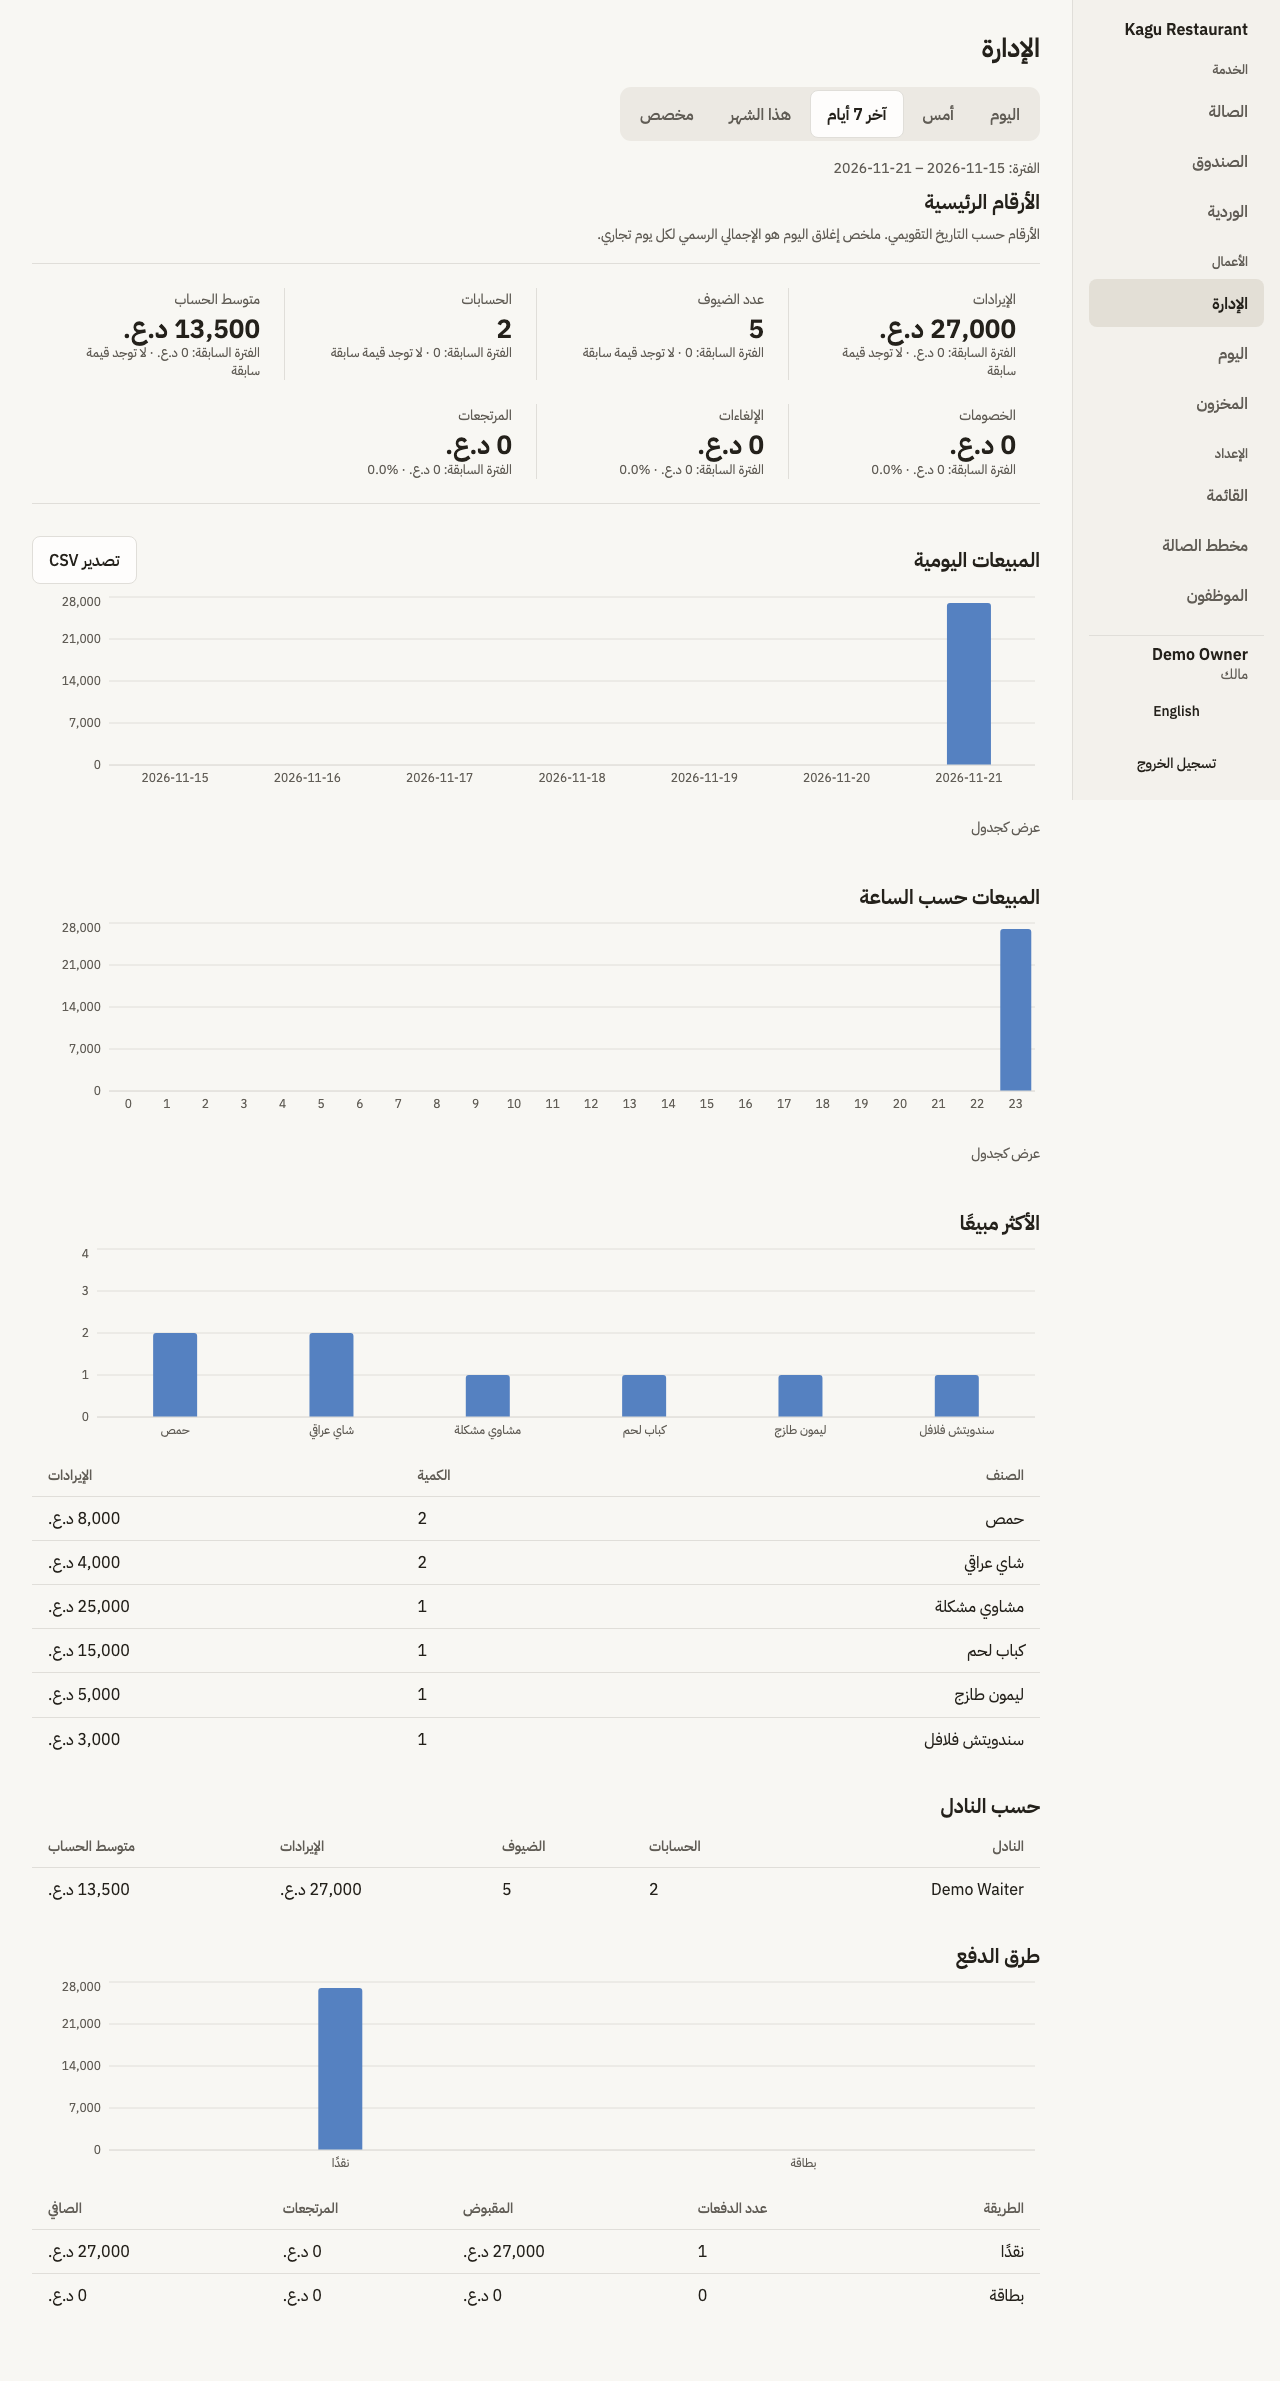 Kagu Restaurant
الخدمة
الصالة
الصندوق
الوردية
الأعمال
الإدارة
اليوم
المخزون
الإعداد
القائمة
مخطط الصالة
الموظفون
Demo Owner
مالك
English
تسجيل الخروج
الإدارة
اليوم أمس آخر 7 أيام هذا الشهر مخصص
الفترة: 2026-11-15 – 2026-11-21
الأرقام الرئيسية
الأرقام حسب التاريخ التقويمي. ملخص إغلاق اليوم هو الإجمالي الرسمي لكل يوم تجاري.
الإيرادات
27,000 د.ع.
الفترة السابقة: 0 د.ع. · لا توجد قيمة
سابقة
عدد الضيوف
5
الفترة السابقة: 0 · لا توجد قيمة سابقة
الحسابات
2
الفترة السابقة: 0 · لا توجد قيمة سابقة
متوسط الحساب
13,500 د.ع.
الفترة السابقة: 0 د.ع. · لا توجد قيمة
سابقة
الخصومات
0 د.ع.
الفترة السابقة: 0 د.ع. · 0.0%
الإلغاءات
0 د.ع.
الفترة السابقة: 0 د.ع. · 0.0%
المرتجعات
0 د.ع.
الفترة السابقة: 0 د.ع. · 0.0%
المبيعات اليومية
تصدير CSV
28,000
21,000
14,000
7,000
0
2026-11-15 2026-11-16 2026-11-17 2026-11-18 2026-11-19 2026-11-20 2026-11-21
عرض كجدول
المبيعات حسب الساعة
28,000
21,000
14,000
7,000
0
0 1 2 3 4 5 6 7 8 9 10 11 12 13 14 15 16 17 18 19 20 21 22 23
عرض كجدول
الأكثر مبيعًا
4
3
2
1
0
حمص شاي عراقي مشاوي مشكلة كباب لحم ليمون طازج سندويتش فلافل
الصنف الكمية الإيرادات
حمص 2 8,000 د.ع.
شاي عراقي 2 4,000 د.ع.
مشاوي مشكلة 1 25,000 د.ع.
كباب لحم 1 15,000 د.ع.
ليمون طازج 1 5,000 د.ع.
سندويتش فلافل 1 3,000 د.ع.
حسب النادل
النادل الحسابات الضيوف الإيرادات متوسط الحساب
Demo Waiter 2 5 27,000 د.ع. 13,500 د.ع.
طرق الدفع
28,000
21,000
14,000
7,000
0
نقدًا بطاقة
الطريقة عدد الدفعات المقبوض المرتجعات الصافي
نقدًا 1 27,000 د.ع. 0 د.ع. 27,000 د.ع.
بطاقة 0 0 د.ع. 0 د.ع. 0 د.ع.